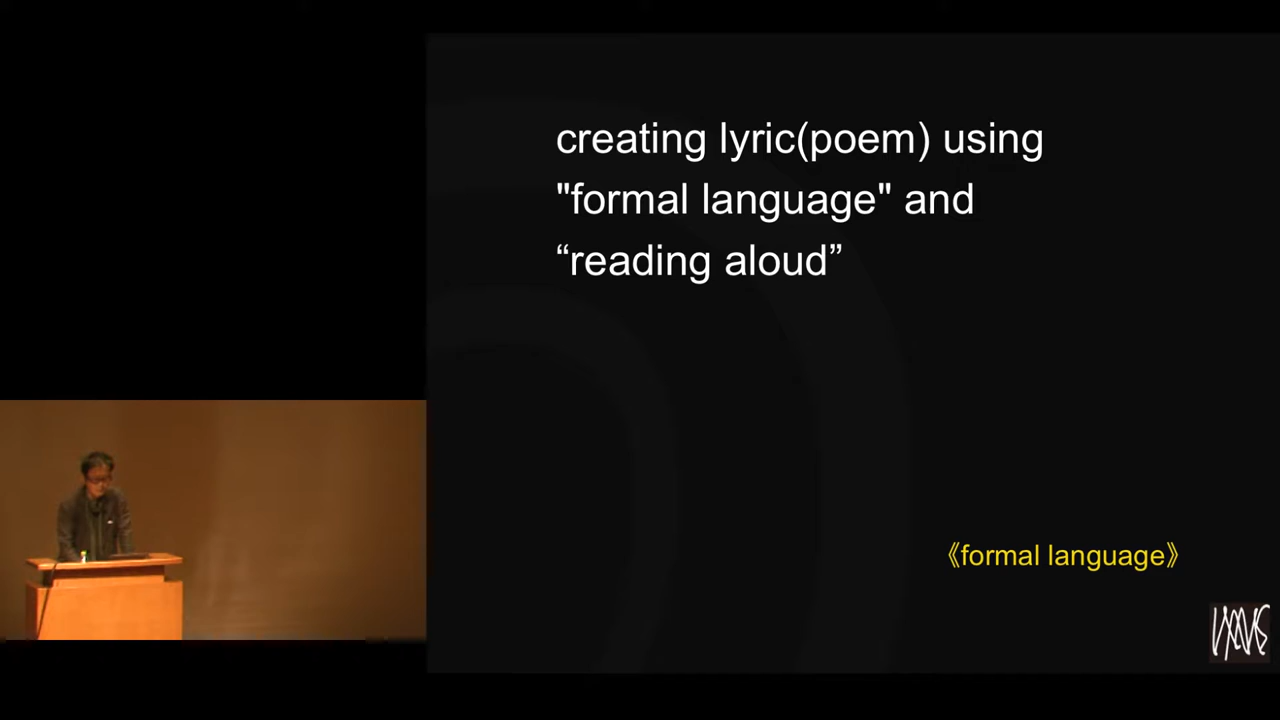 creating lyric(poem) using
"formal language" and
“reading aloud”
《formal language》